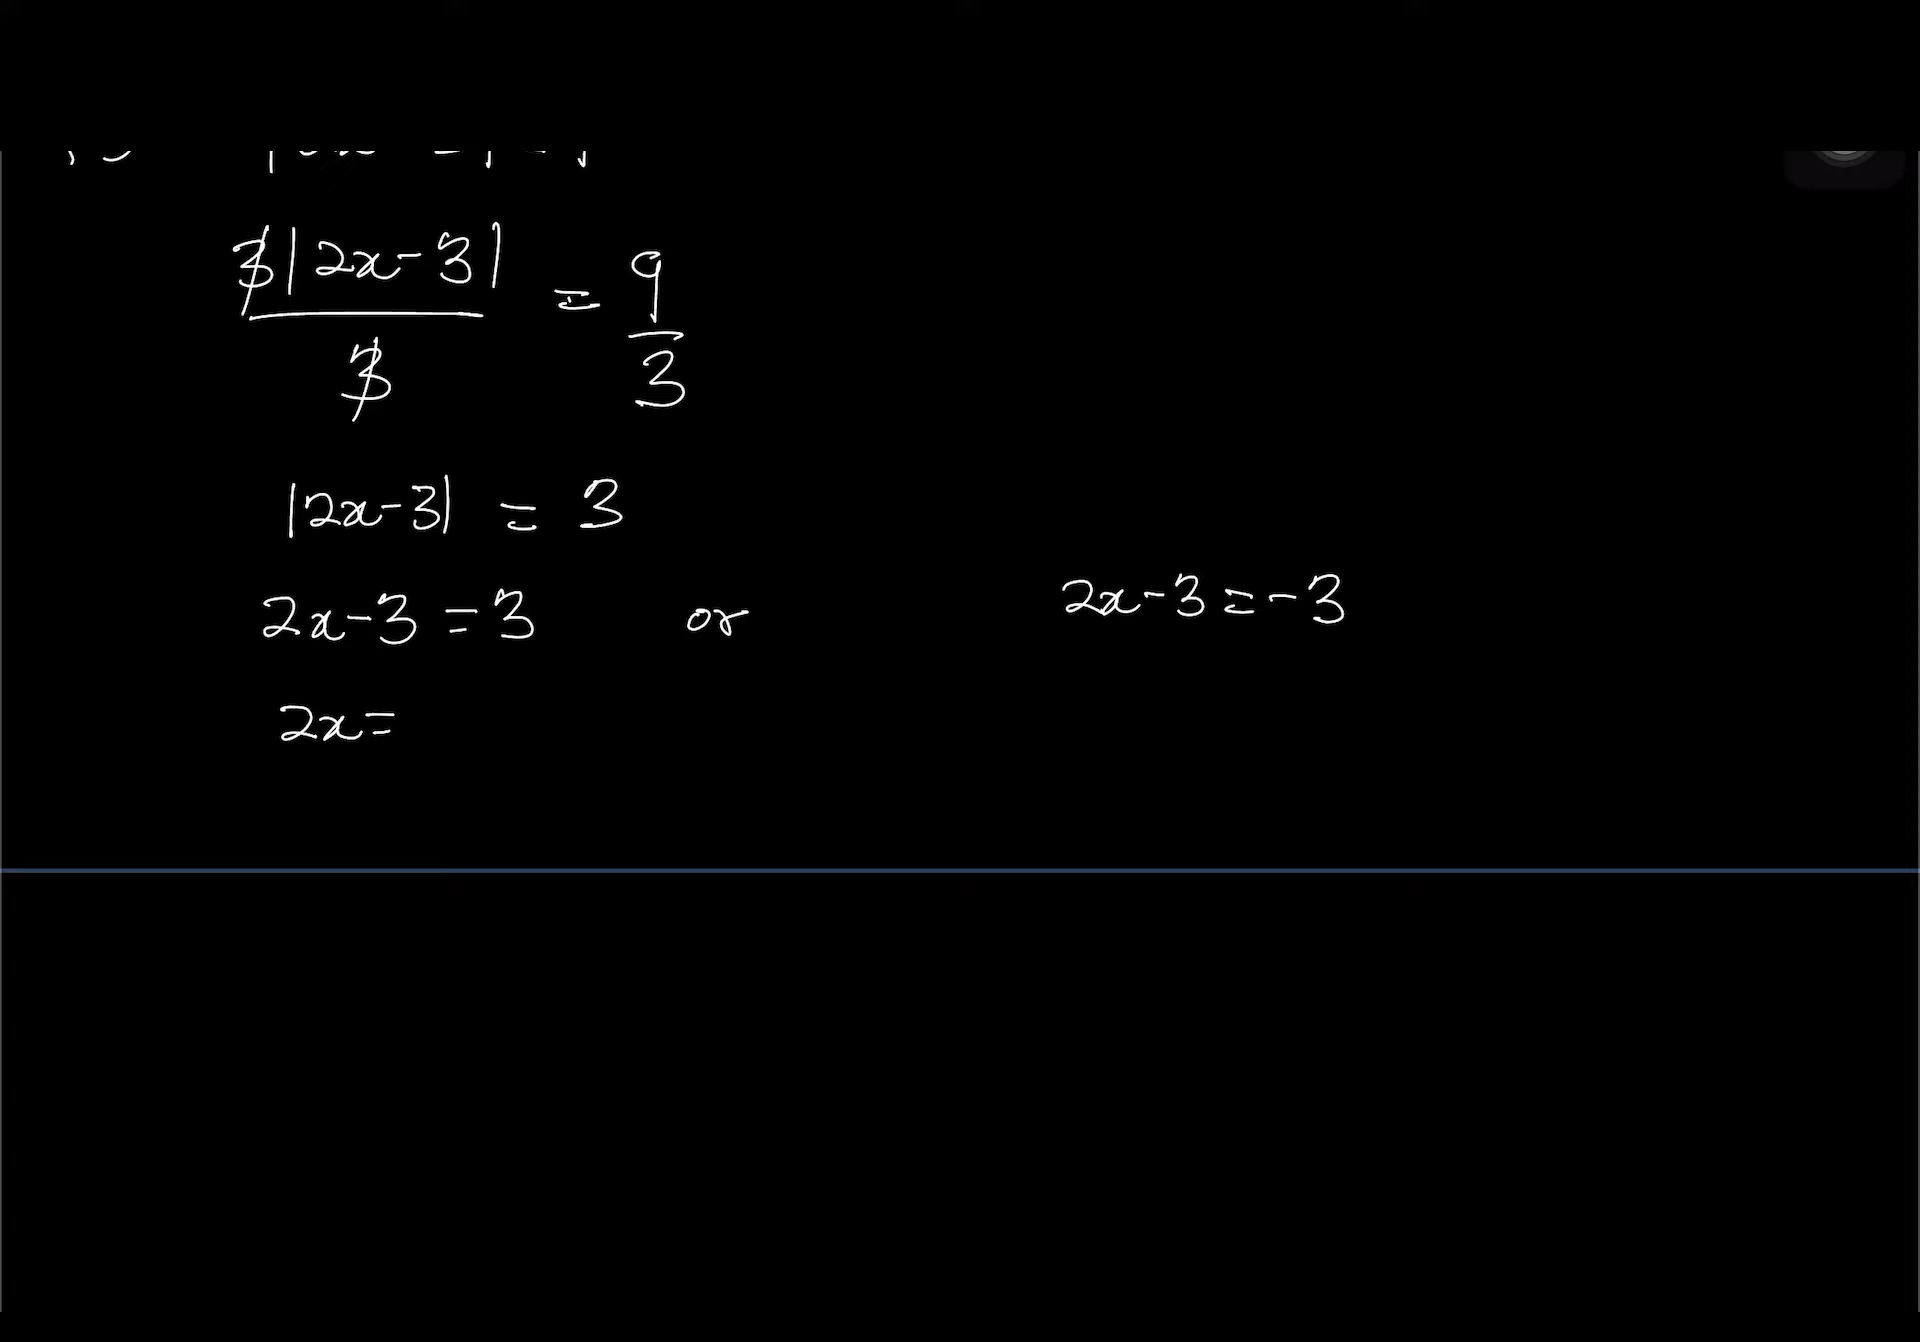 3|2x-3| / 3 = 9/3
|2x-3| = 3
2x-3=3 or 2x-3=-3
2x=